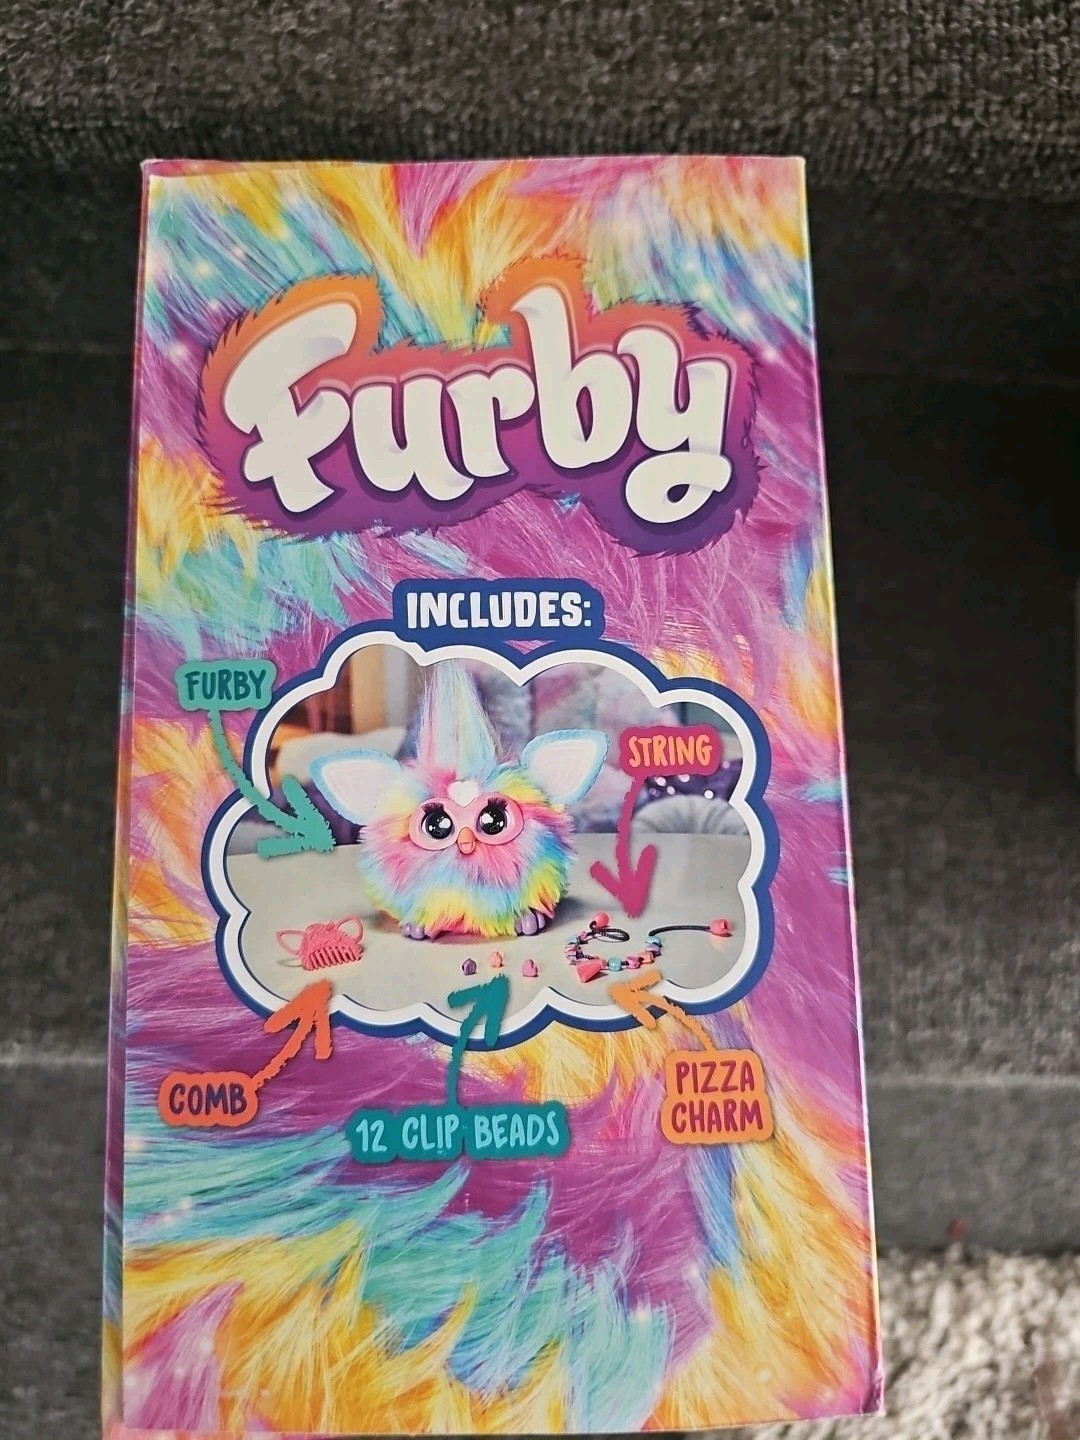 Furby
INCLUDES:
FURBY
STRING
COMB
12 CLIP BEADS
PIZZA
CHARM